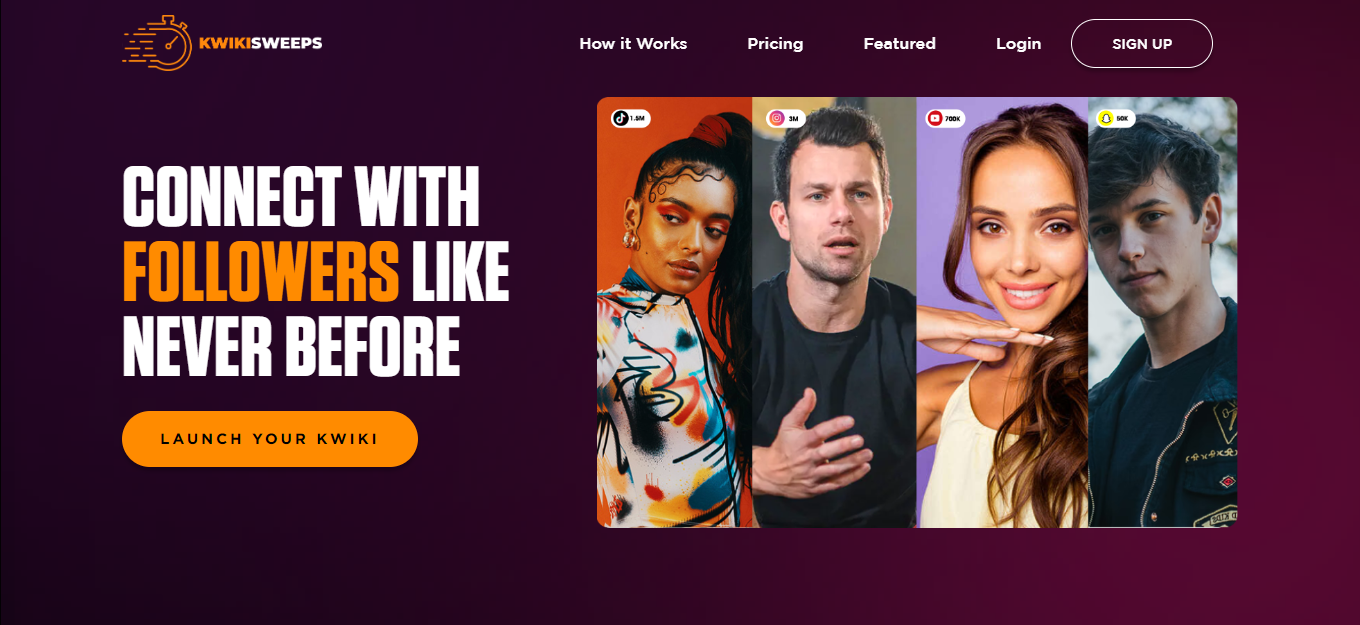 KWIKISWEEPS
How it Works
Pricing
Featured
Login
SIGN UP
1.5M
3M
700K
50K
CONNECT WITH
FOLLOWERS LIKE
NEVER BEFORE
LAUNCH YOUR KWIKI